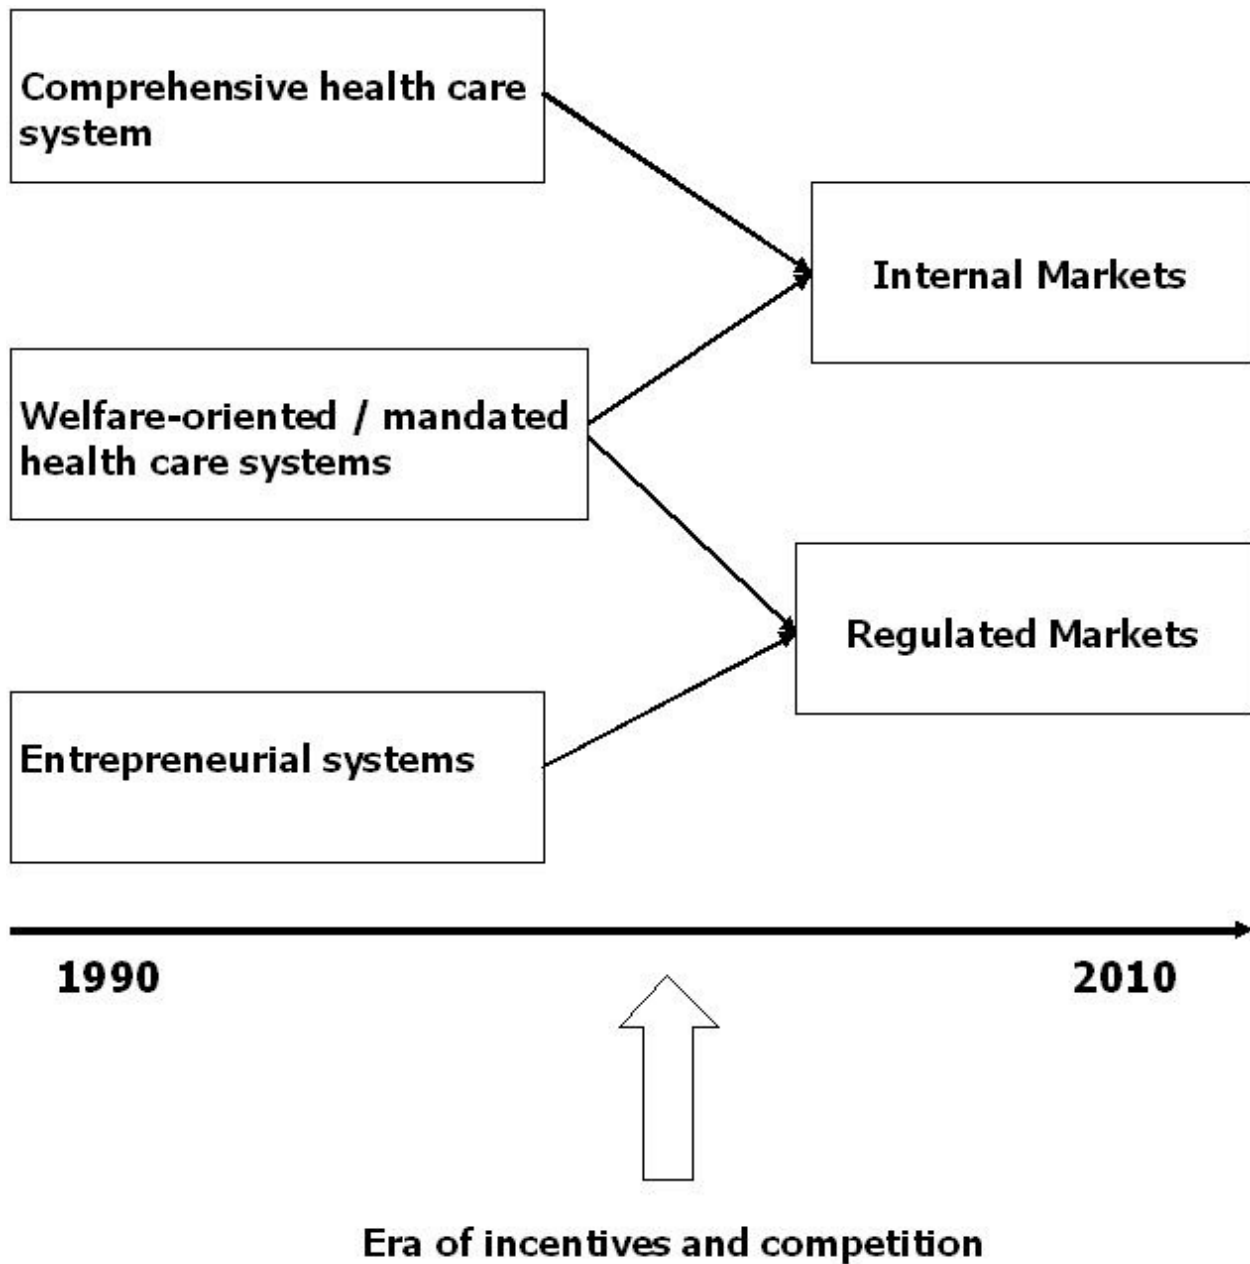 Comprehensive health care
system
Internal Markets
Welfare-oriented / mandated
health care systems
Regulated Markets
Entrepreneurial systems
1990
2010
Era of incentives and competition